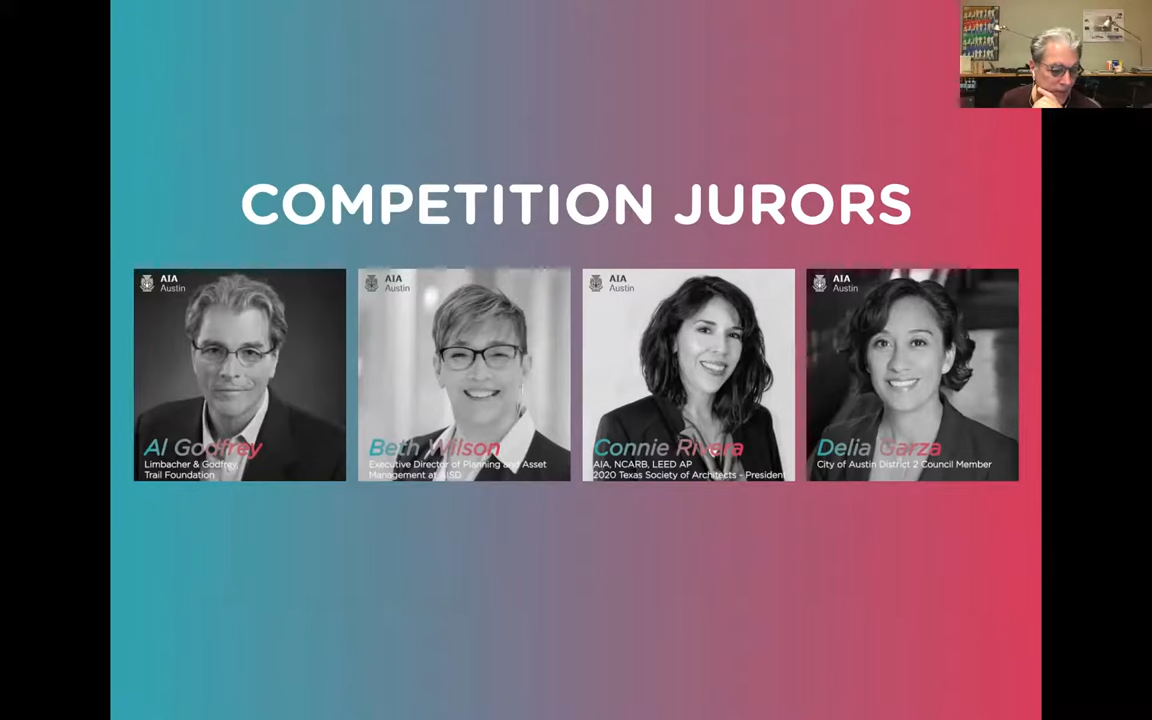 COMPETITION JURORS
AIA
Austin
Al Godfrey
Limbacher & Godfrey,
Trail Foundation
AIA
Austin
Beth Wilson
Executive Director of Planning and Asset
Management at AISD
AIA
Austin
Connie Rivera
AIA, NCARB, LEED AP
2020 Texas Society of Architects - President
AIA
Austin
Delia Garza
City of Austin District 2 Council Member